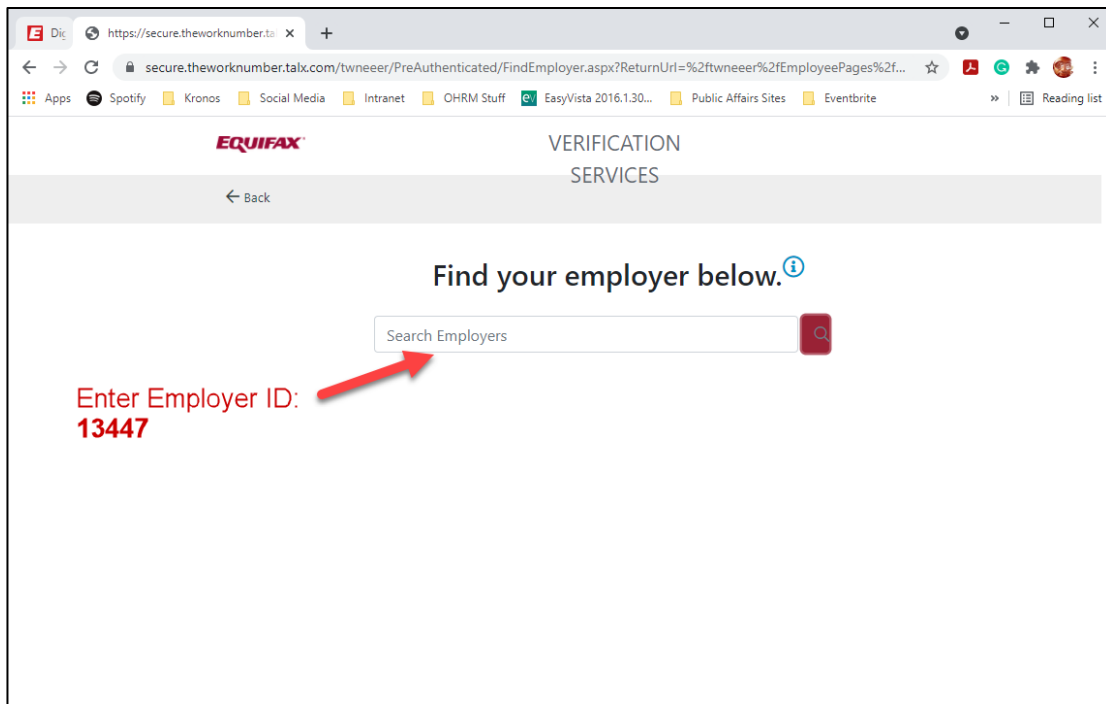 Dig
https://secure.theworknumber.ta
secure.theworknumber.talx.com/twneeer/PreAuthenticated/FindEmployer.aspx?ReturnUrl=%2ftwneeer%2fEmployeePages%2f...
Apps Spotify Kronos Social Media Intranet OHRM Stuff EasyVista 2016.1.30... Public Affairs Sites Eventbrite » Reading list
EQUIFAX
VERIFICATION
SERVICES
← Back
Find your employer below.
Search Employers
Enter Employer ID:
13447